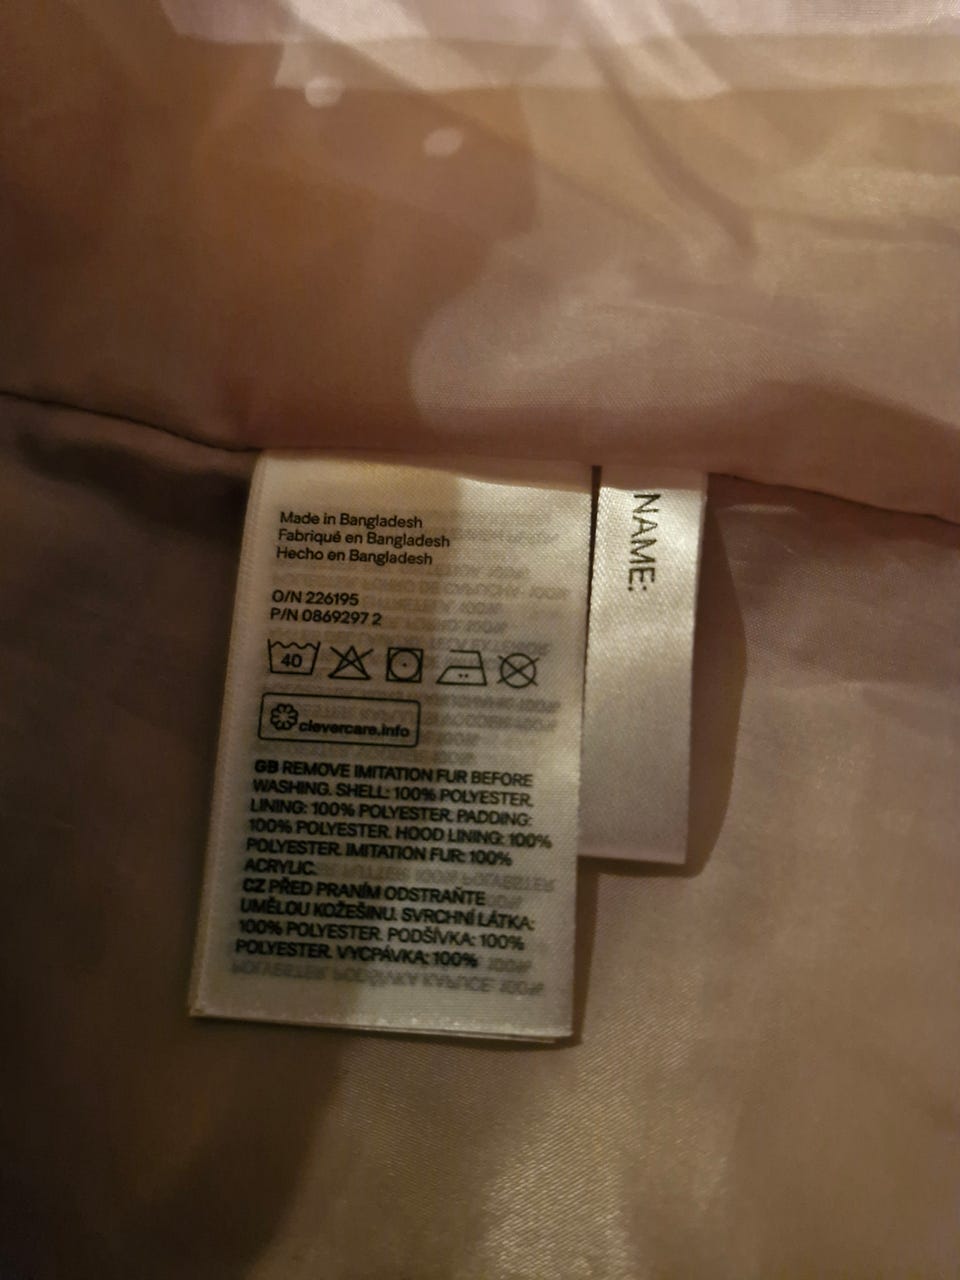 Made in Bangladesh
Fabriqué en Bangladesh
Hecho en Bangladesh
O/N 226195
P/N 0869297 2
40
clevercare.info
GB REMOVE IMITATION FUR BEFORE
WASHING. SHELL: 100% POLYESTER.
LINING: 100% POLYESTER. PADDING:
100% POLYESTER. HOOD LINING: 100%
POLYESTER. IMITATION FUR: 100%
ACRYLIC.
CZ PŘED PRANÍM ODSTRAŇTE
UMĚLOU KOŽEŠINU. SVRCHNÍ LÁTKA:
100% POLYESTER. PODŠÍVKA: 100%
POLYESTER. VYCPÁVKA: 100%
NAME: